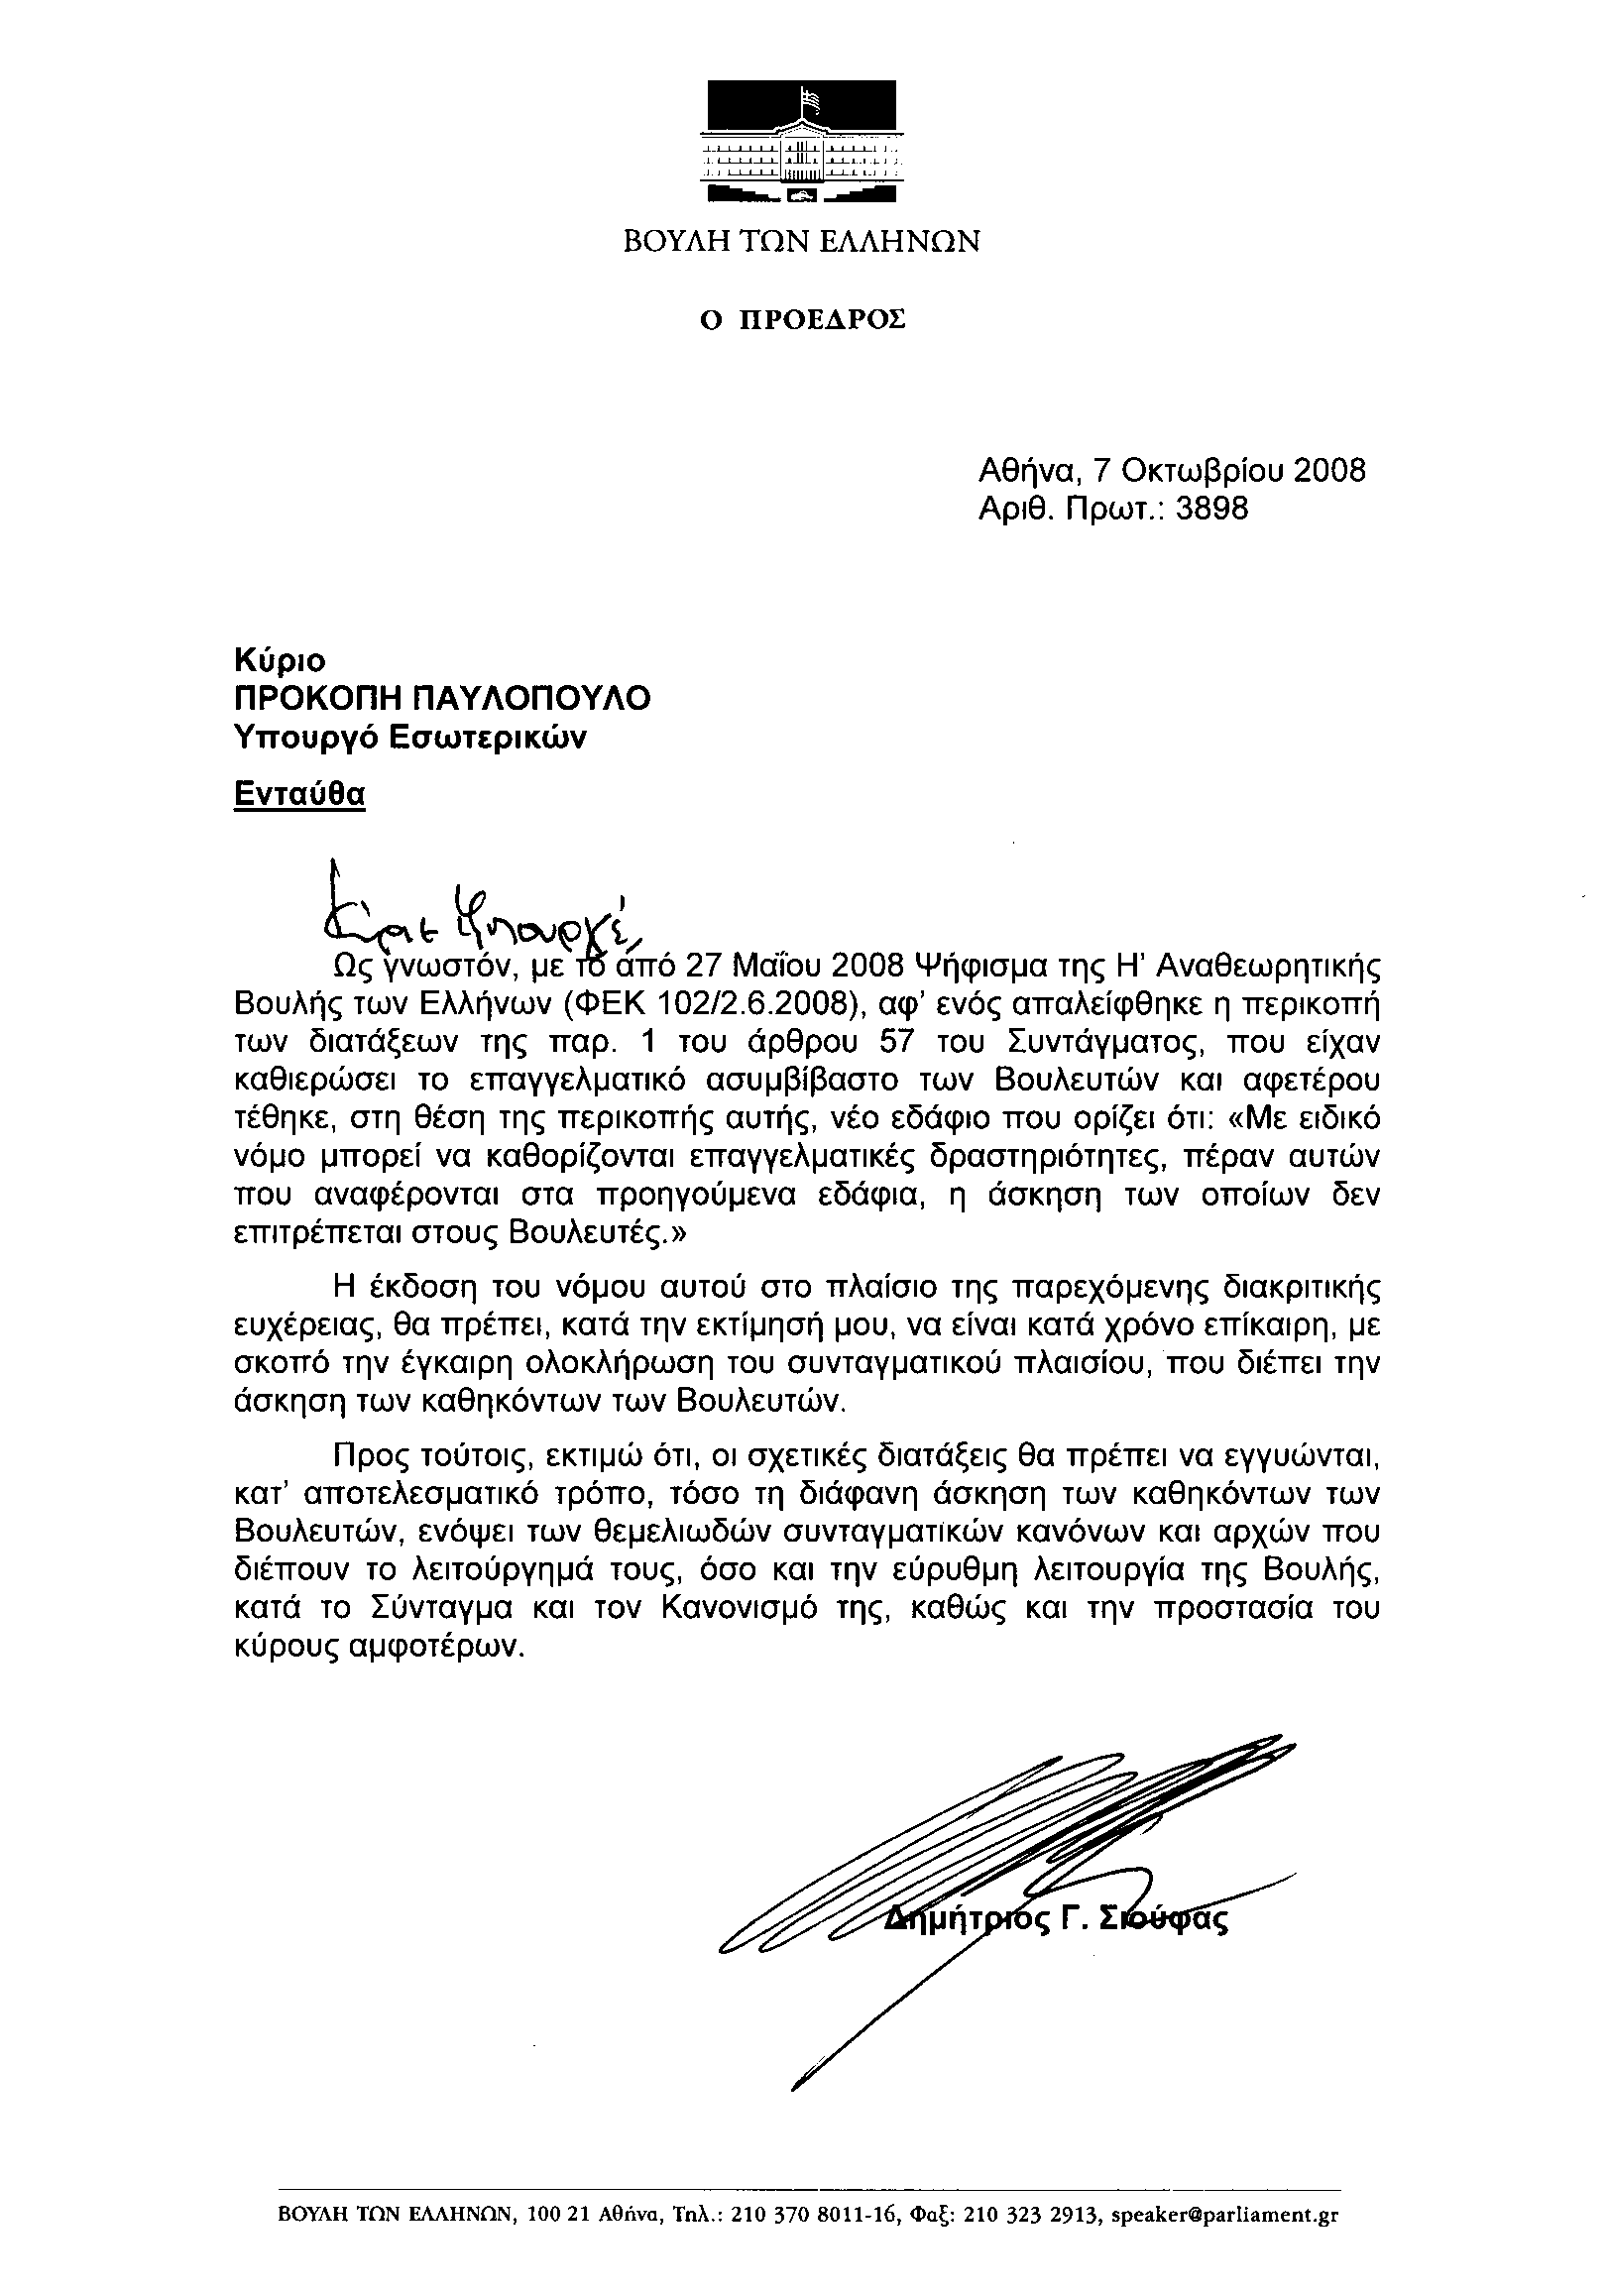 ΒΟΥΛΗ ΤΩΝ ΕΛΛΗΝΩΝ
Ο ΠΡΟΕΔΡΟΣ
Αθήνα, 7 Οκτωβρίου 2008
Αριθ. Πρωτ.: 3898
Κύριο
ΠΡΟΚΟΠΗ ΠΑΥΛΟΠΟΥΛΟ
Υπουργό Εσωτερικών
Ενταύθα
Κύριε Υπουργέ,
Ως γνωστόν, με το από 27 Μαΐου 2008 Ψήφισμα της Η’ Αναθεωρητικής
Βουλής των Ελλήνων (ΦΕΚ 102/2.6.2008), αφ’ ενός απαλείφθηκε η περικοπή
των διατάξεων της παρ. 1 του άρθρου 57 του Συντάγματος, που είχαν
καθιερώσει το επαγγελματικό ασυμβίβαστο των Βουλευτών και αφετέρου
τέθηκε, στη θέση της περικοπής αυτής, νέο εδάφιο που ορίζει ότι: «Με ειδικό
νόμο μπορεί να καθορίζονται επαγγελματικές δραστηριότητες, πέραν αυτών
που αναφέρονται στα προηγούμενα εδάφια, η άσκηση των οποίων δεν
επιτρέπεται στους Βουλευτές.»
Η έκδοση του νόμου αυτού στο πλαίσιο της παρεχόμενης διακριτικής
ευχέρειας, θα πρέπει, κατά την εκτίμησή μου, να είναι κατά χρόνο επίκαιρη, με
σκοπό την έγκαιρη ολοκλήρωση του συνταγματικού πλαισίου, που διέπει την
άσκηση των καθηκόντων των Βουλευτών.
Προς τούτοις, εκτιμώ ότι, οι σχετικές διατάξεις θα πρέπει να εγγυώνται,
κατ’ αποτελεσματικό τρόπο, τόσο τη διάφανη άσκηση των καθηκόντων των
Βουλευτών, ενόψει των θεμελιωδών συνταγματικών κανόνων και αρχών που
διέπουν το λειτούργημά τους, όσο και την εύρυθμη λειτουργία της Βουλής,
κατά το Σύνταγμα και τον Κανονισμό της, καθώς και την προστασία του
κύρους αμφοτέρων.
Δημήτριος Γ. Σιούφας
ΒΟΥΛΗ ΤΩΝ ΕΛΛΗΝΩΝ, 100 21 Αθήνα, Τηλ.: 210 370 8011-16, Φαξ: 210 323 2913, speaker@parliament.gr